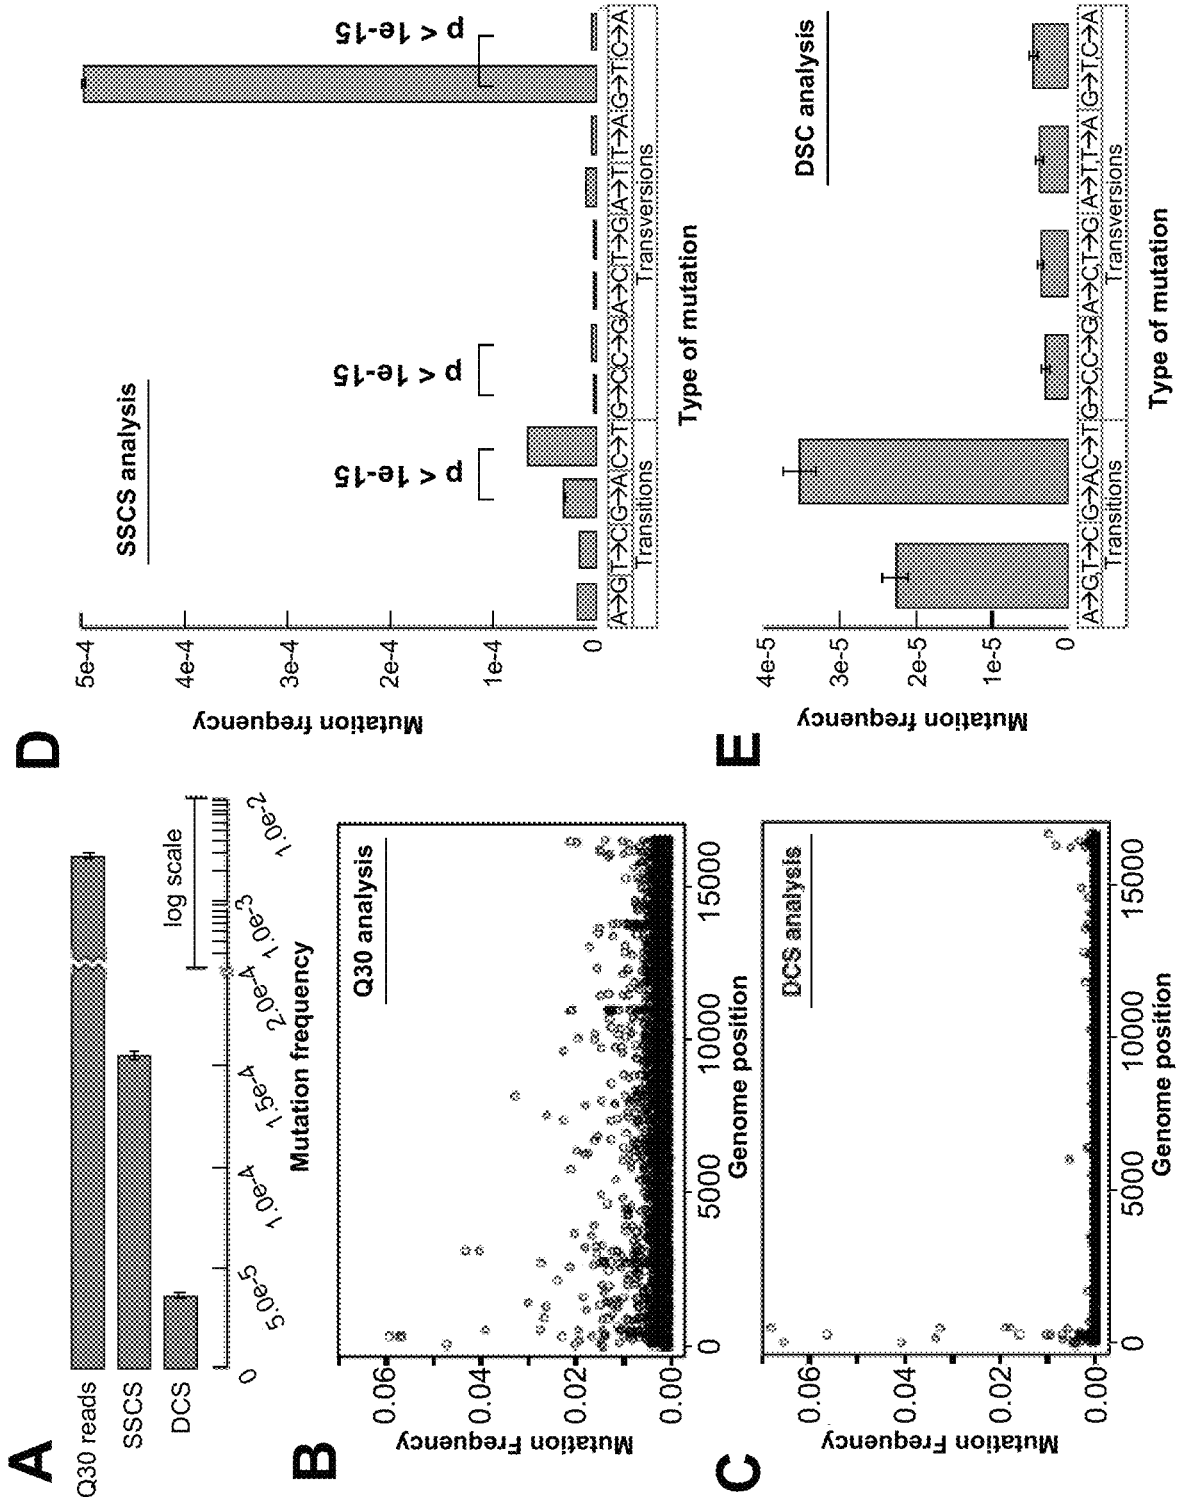 A
Q30 reads
SSCS
DCS
log scale
0
5.0e-5
1.0e-4
1.5e-4
2.0e-4
1.0e-3
1.0e-2
Mutation frequency
B
Q30 analysis
Mutation Frequency
0.06
0.04
0.02
0.00
0
5000
10000
15000
Genome position
C
DCS analysis
Mutation Frequency
0.06
0.04
0.02
0.00
0
5000
10000
15000
Genome position
D
SSCS analysis
Mutation frequency
5e-4
4e-4
3e-4
2e-4
1e-4
0
p < 1e-15
p < 1e-15
p < 1e-15
A→G T→C G→A C→T G→C C→G A→C T→G A→T T→A G→T C→A
Transitions Transversions
Type of mutation
E
DSC analysis
Mutation frequency
4e-5
3e-5
2e-5
1e-5
0
A→G T→C G→A C→T G→C C→G A→C T→G A→T T→A G→T C→A
Transitions Transversions
Type of mutation